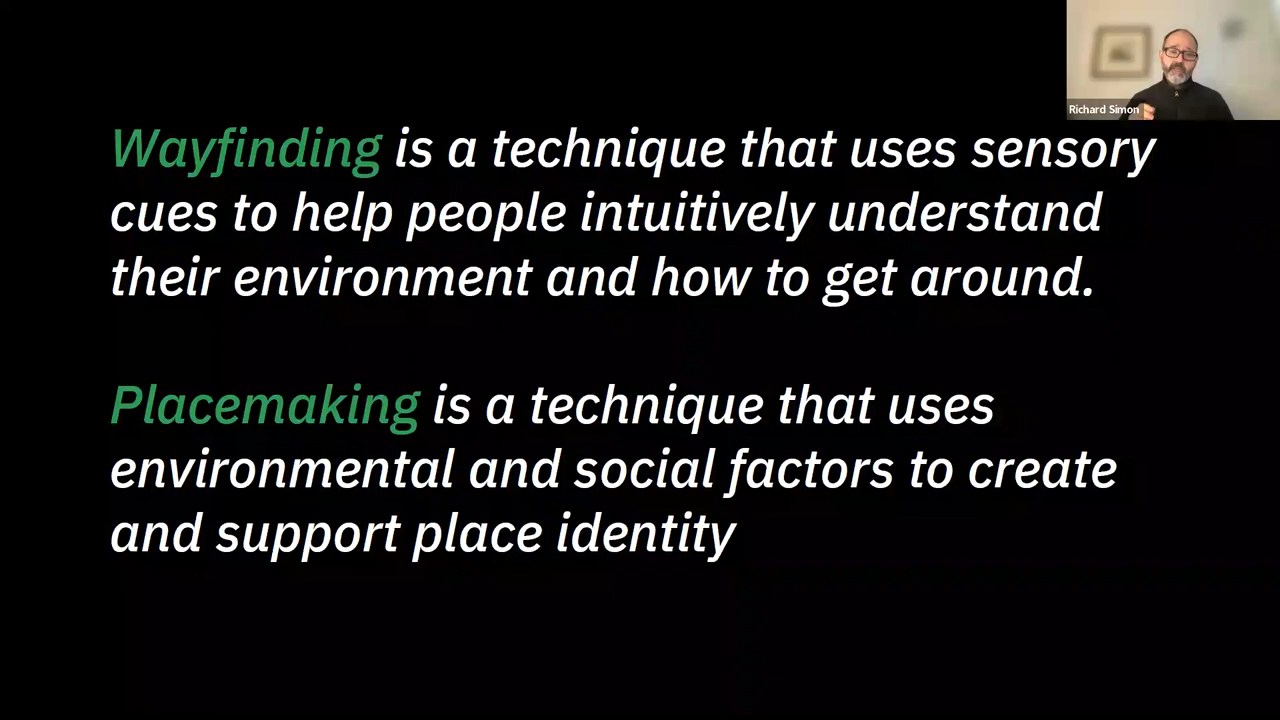 Richard Simon
Wayfinding is a technique that uses sensory
cues to help people intuitively understand
their environment and how to get around.
Placemaking is a technique that uses
environmental and social factors to create
and support place identity